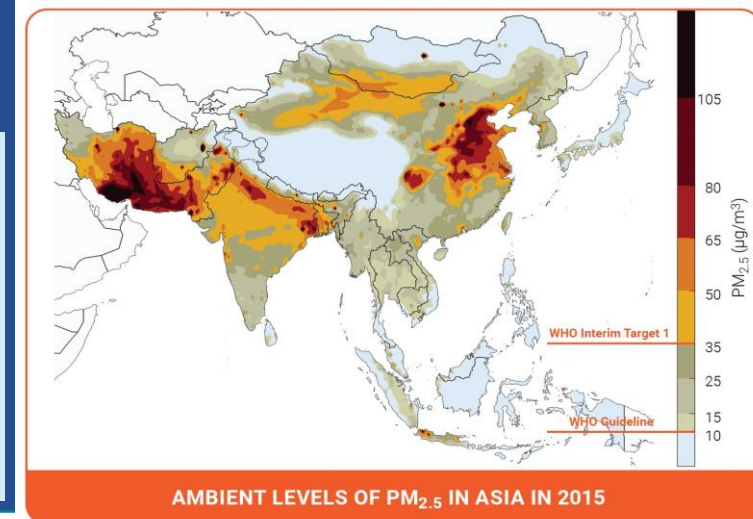 105
80
65
50
35
25
15
10
PM2.5 (µg/m³)
WHO Interim Target 1
WHO Guideline
AMBIENT LEVELS OF PM2.5 IN ASIA IN 2015